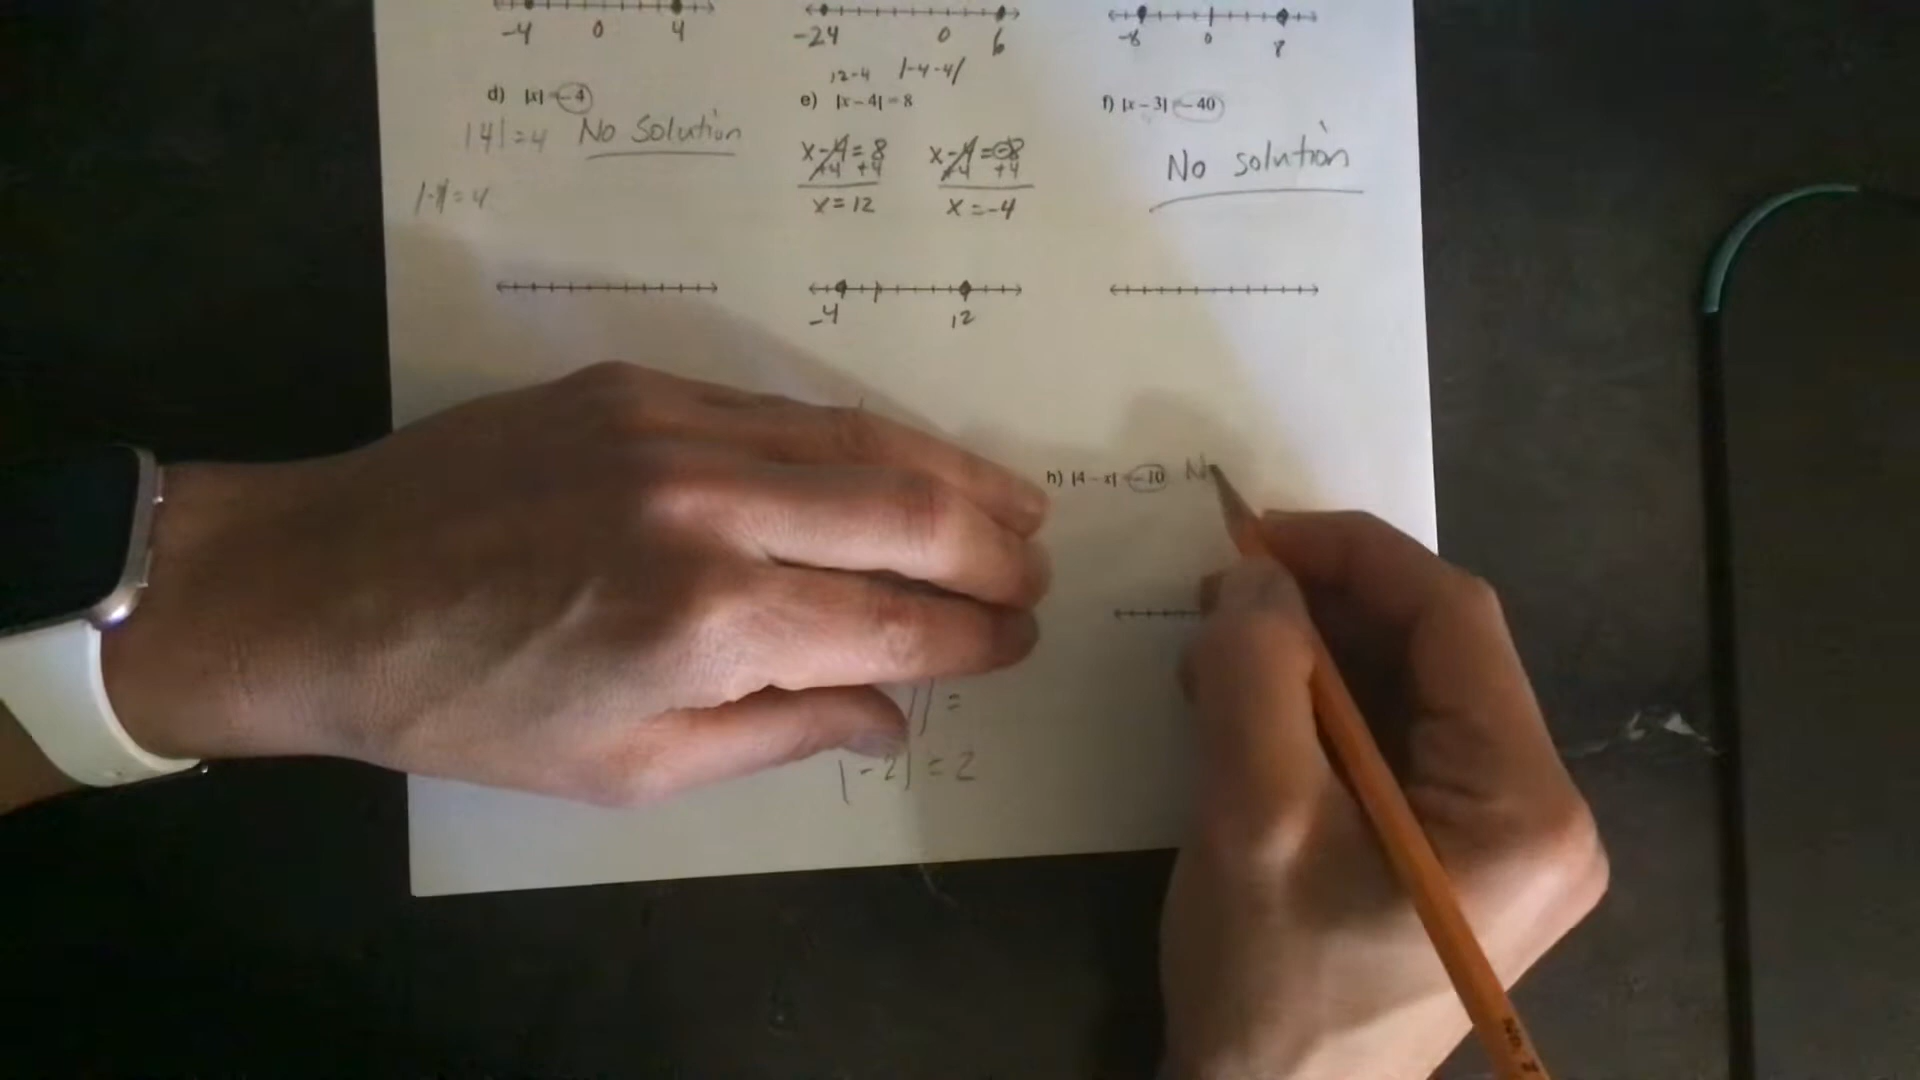 -4 0 4
-24 0 6
-8 0 8
12-4 |-4-4|
d) |x| = -4
|4| = 4 No Solution
|-4| = 4
e) |x - 4| = 8
x-4=8 x-4=-8
+4 +4 +4 +4
x = 12 x = -4
-4 12
f) |x - 3| = -40
No solution
h) |4 - x| = -10 No
=
|-2| = 2